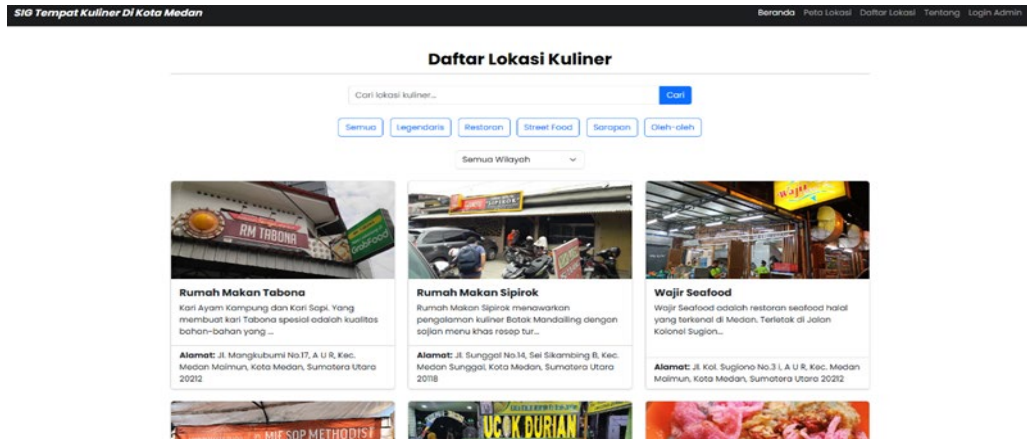 SIG Tempat Kuliner Di Kota Medan
Beranda Peta Lokasi Daftar Lokasi Tentang Login Admin
Daftar Lokasi Kuliner
Cari lokasi kuliner...
Cari
Semua Legendaris Restoran Street Food Sarapan Oleh-oleh
Semua Wilayah
RM TABONA
GrabFood
SIPIROK
Wajir
Rumah Makan Tabona
Kari Ayam Kampung dan Kari Sapi. Yang
membuat kari Tabona spesial adalah kualitas
bahan-bahan yang ...
Alamat: Jl. Mangkubumi No.17, A U R, Kec.
Medan Maimun, Kota Medan, Sumatera Utara
20212
Rumah Makan Sipirok
Rumah Makan Sipirok menawarkan
pengalaman kuliner Batak Mandailing dengan
sajian menu khas resep tur...
Alamat: Jl. Sunggal No.14, Sei Sikambing B, Kec.
Medan Sunggal, Kota Medan, Sumatera Utara
20118
Wajir Seafood
Wajir Seafood adalah restoran seafood halal
yang terkenal di Medan. Terletak di Jalan
Kolonel Sugion...
Alamat: Jl. Kol. Sugiono No.3 i, A U R, Kec. Medan
Maimun, Kota Medan, Sumatera Utara 20212
MIE SOP METHODIST
UCOK DURIAN